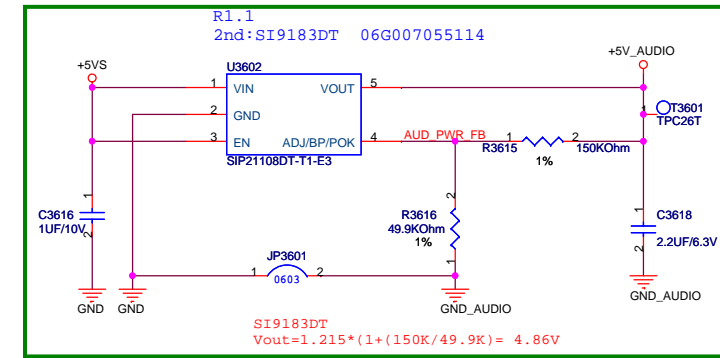 R1.1
2nd:SI9183DT 06G007055114
+5VS
U3602
+5V_AUDIO
1 VIN VOUT 5
2 GND
3 EN ADJ/BP/POK 4
SIP21108DT-T1-E3
AUD_PWR_FB
1 2
R3615 150KOhm
1%
1 T3601
TPC26T
1
C3616
1UF/10V
2
2
R3616
49.9KOhm
1%
1
1
C3618
2.2UF/6.3V
2
JP3601
1 2
0603
GND GND
GND_AUDIO
GND_AUDIO
SI9183DT
Vout=1.215*(1+(150K/49.9K)= 4.86V